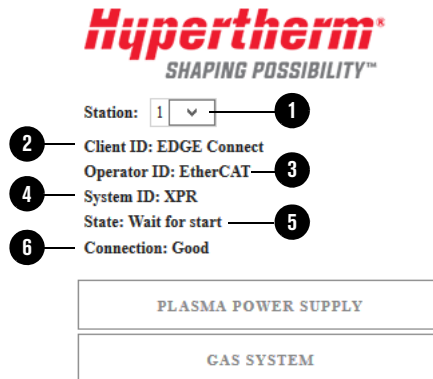 Hypertherm®
SHAPING POSSIBILITY™
Station: 1 1
2 Client ID: EDGE Connect
Operator ID: EtherCAT 3
4 System ID: XPR
State: Wait for start 5
6 Connection: Good
PLASMA POWER SUPPLY
GAS SYSTEM